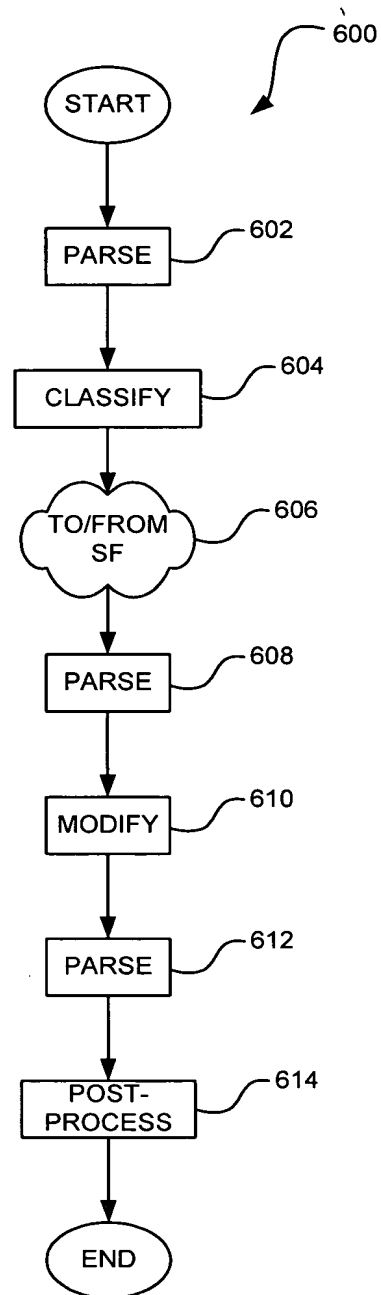 600
START
602
PARSE
604
CLASSIFY
606
TO/FROM
SF
608
PARSE
610
MODIFY
612
PARSE
614
POST-
PROCESS
END